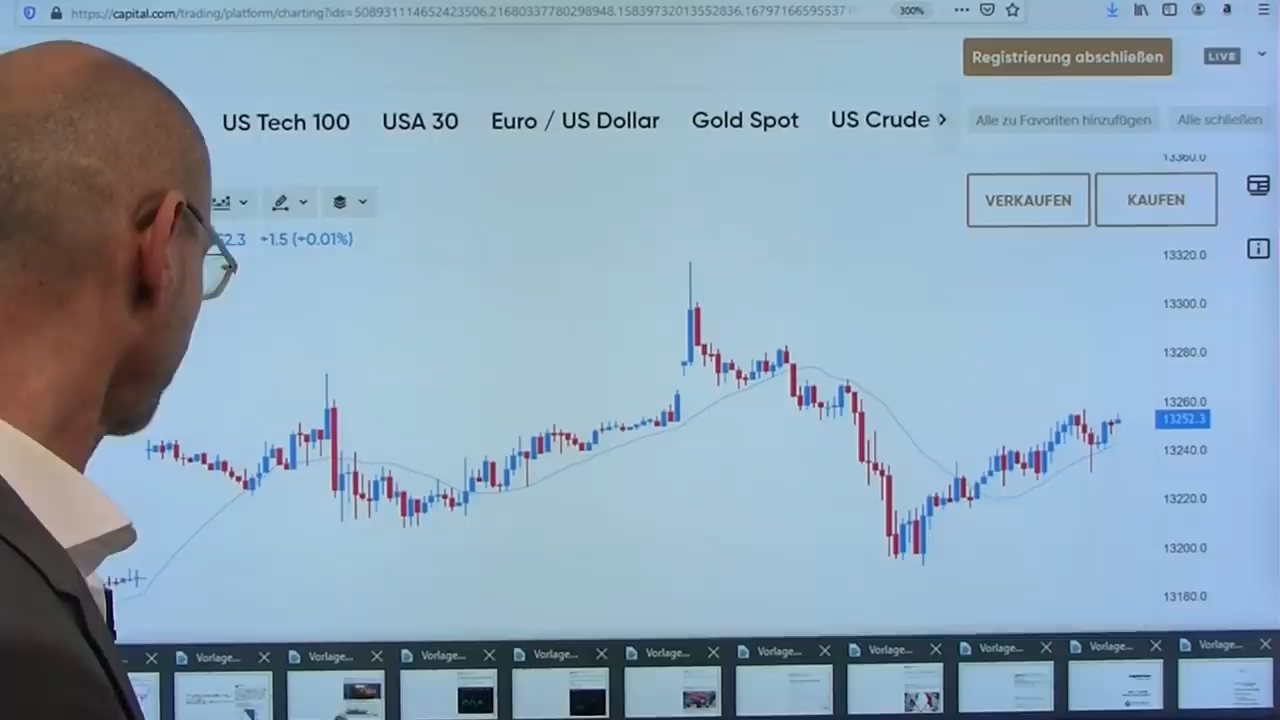 https://capital.com/trading/platform/charting?ids=508931114652423506.21680337780298948.15839732013552836.16797166595537
300%
Registrierung abschließen
LIVE
US Tech 100 USA 30 Euro / US Dollar Gold Spot US Crude
Alle zu Favoriten hinzufügen
Alle schließen
13360.0
VERKAUFEN
KAUFEN
2.3 +1.5 (+0.01%)
13320.0
13300.0
13280.0
13260.0
13252.3
13240.0
13220.0
13200.0
13180.0
Vorlage... Vorlage... Vorlage... Vorlage... Vorlage... Vorlage... Vorlage... Vorlage... Vorlage... Vorlage...